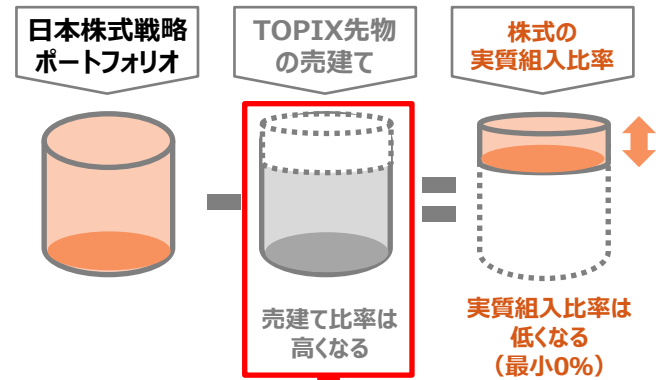 日本株式戦略
ポートフォリオ
TOPIX先物
の売建て
株式の
実質組入比率
売建て比率は
高くなる
実質組入比率は
低くなる
（最小0%）